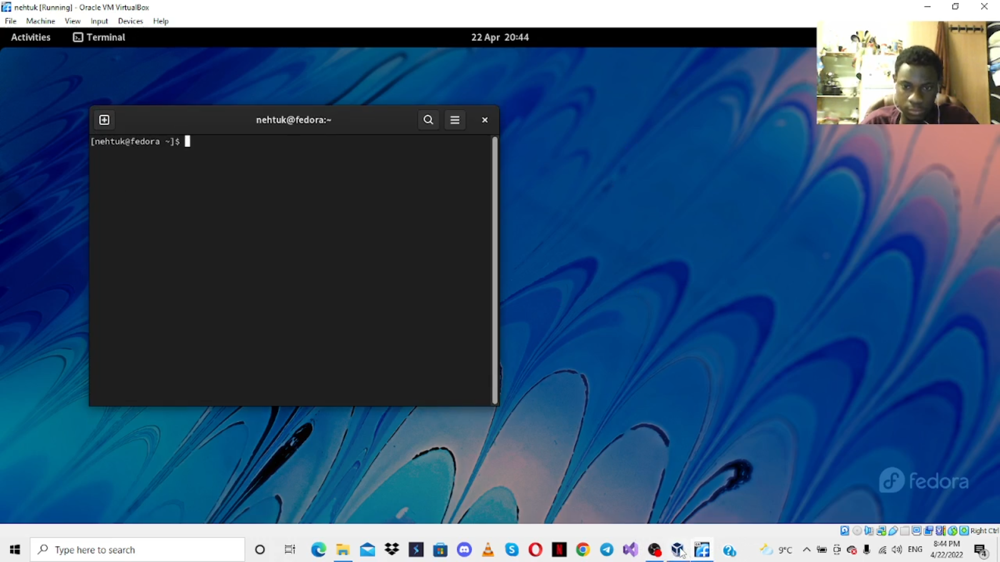 nehtuk [Running] - Oracle VM VirtualBox
File Machine View Input Devices Help
Activities Terminal 22 Apr 20:44
nehtuk@fedora:~
[nehtuk@fedora ~]$
fedora
Right Ctrl
Type here to search
9°C ENG
8:44 PM
4/22/2022
4